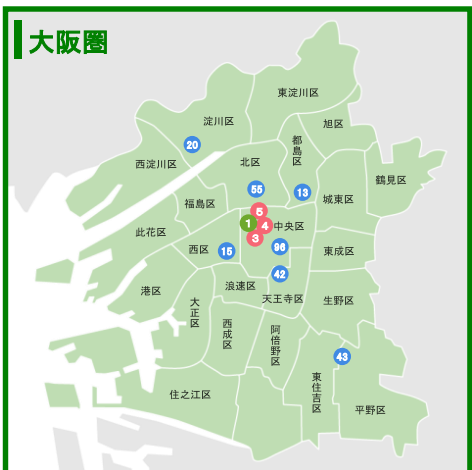 大阪圏
東淀川区
淀川区
旭区
都島区
20
西淀川区
北区
鶴見区
55
13
城東区
福島区
5
1
4
中央区
此花区
3
西区
15
96
東成区
42
港区
浪速区
天王寺区
生野区
大正区
西成区
阿倍野区
43
東住吉区
住之江区
平野区